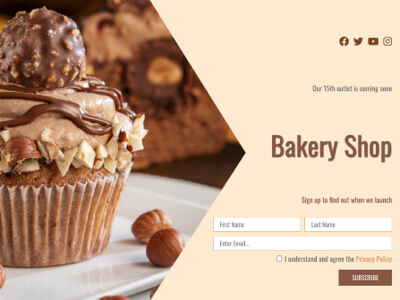 Our 15th outlet is coming soon
Bakery Shop
Sign up to find out when we launch
First Name
Last Name
Enter Email...
I understand and agree the Privacy Policy
SUBSCRIBE